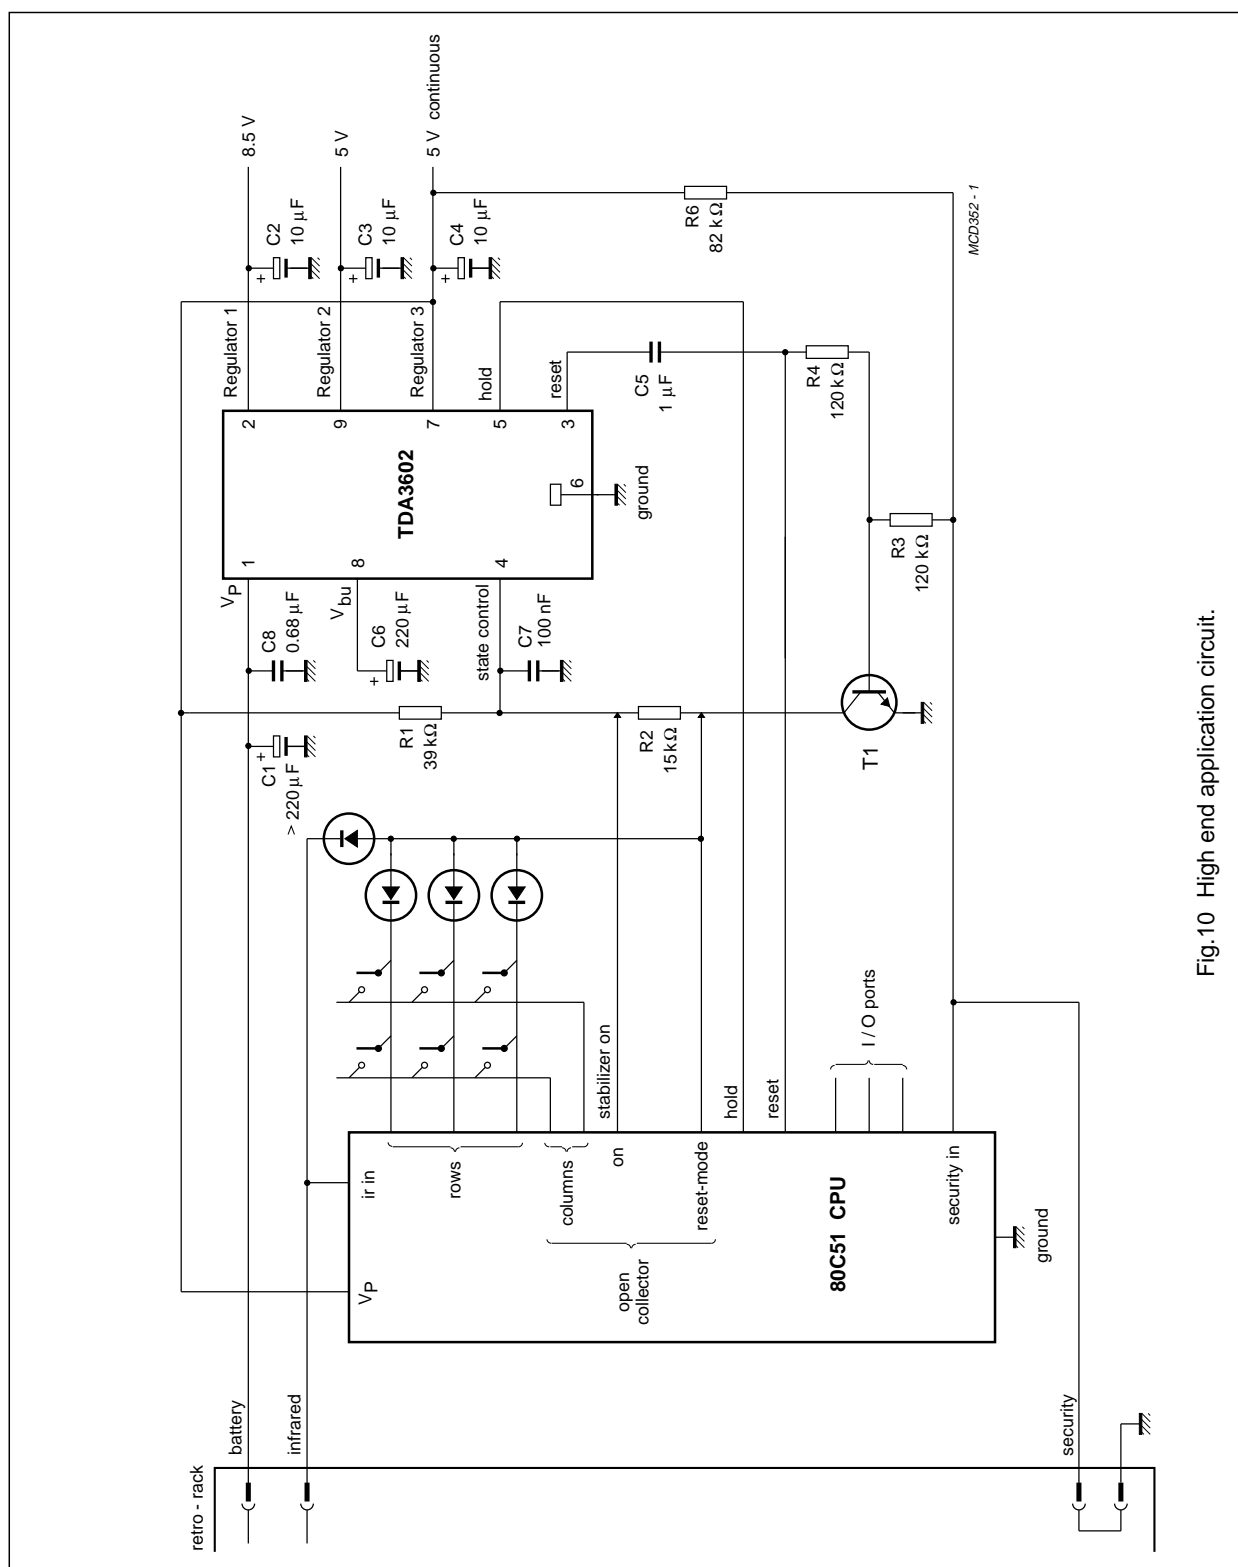 retro - rack
battery
infrared
security
V P
ir in
rows
columns
on
reset-mode
open
collector
80C51 CPU
security in
ground
stabilizer on
hold
reset
I / O ports
C1
+
> 220 µF
C8
0.68 µF
V P
V bu
C6
+
220 µF
state control
C7
100 nF
R1
39 kΩ
R2
15 kΩ
T1
R3
120 kΩ
R4
120 kΩ
C5
1 µF
TDA3602
1
8
4
2
9
7
5
3
6
ground
Regulator 1
Regulator 2
Regulator 3
hold
reset
+
C2
10 µF
+
C3
10 µF
+
C4
10 µF
8.5 V
5 V
5 V continuous
R6
82 kΩ
MCD352 - 1
Fig.10 High end application circuit.